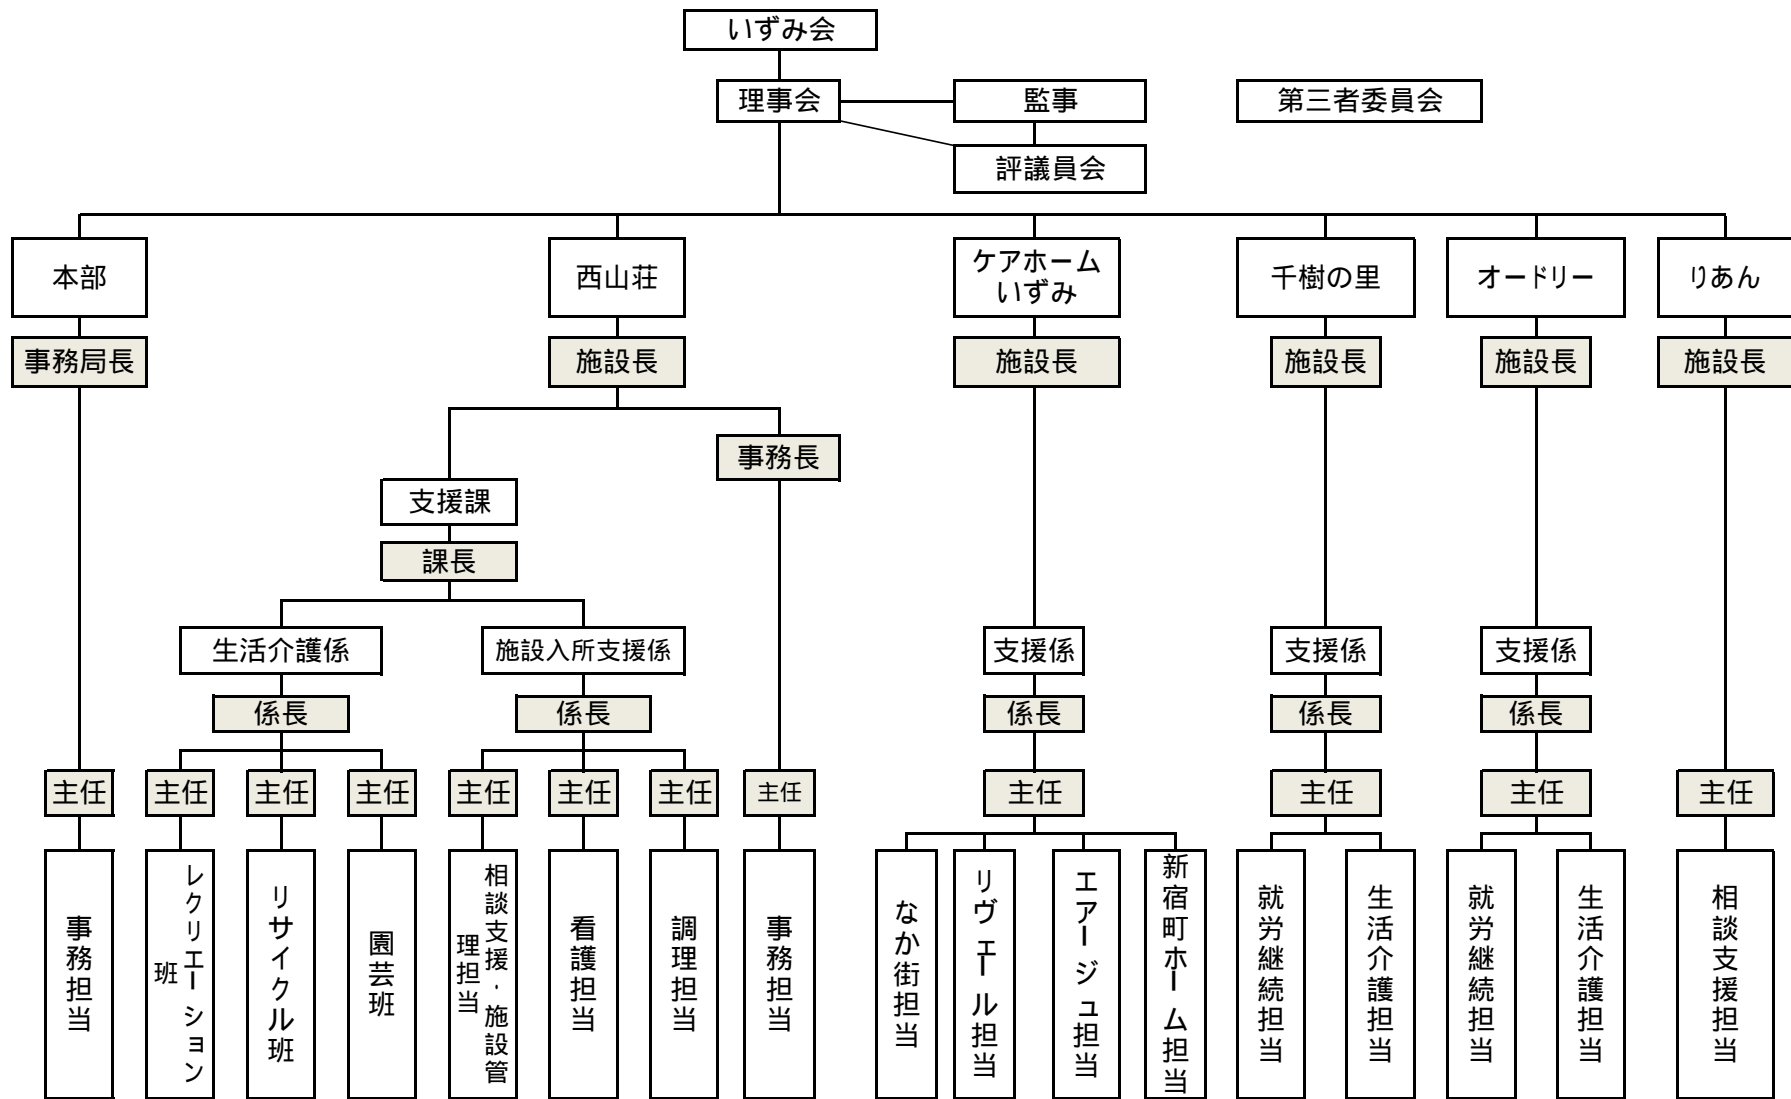 いずみ会
理事会
監事
第三者委員会
評議員会
本部
西山荘
ケアホーム
いずみ
千樹の里
オードリー
りあん
事務局長
施設長
施設長
施設長
施設長
施設長
事務長
支援課
課長
生活介護係
施設入所支援係
支援係
支援係
支援係
係長
係長
係長
係長
係長
主任
主任
主任
主任
主任
主任
主任
主任
主任
主任
主任
主任
事務担当
レクリエーション
班
リサイクル班
園芸班
相談支援・施設管
理担当
看護担当
調理担当
事務担当
なか街担当
リヴェール担当
エアージュ担当
新宿町ホーム担当
就労継続担当
生活介護担当
就労継続担当
生活介護担当
相談支援担当